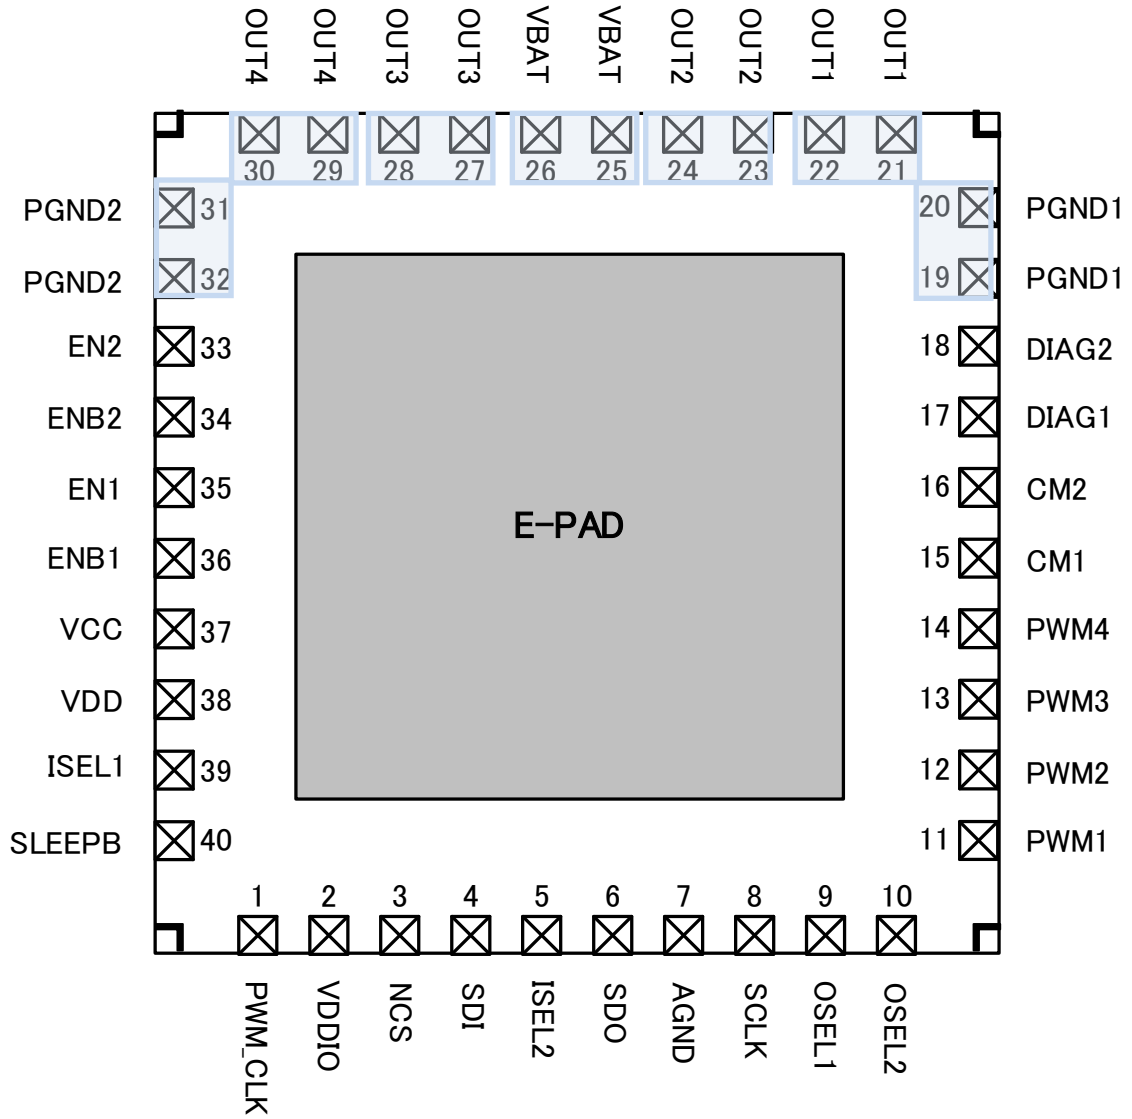 OUT4
OUT4
OUT3
OUT3
VBAT
VBAT
OUT2
OUT2
OUT1
OUT1
30 29 28 27 26 25 24 23 22 21
PGND2 31 20 PGND1
PGND2 32 19 PGND1
EN2 33 18 DIAG2
ENB2 34 17 DIAG1
EN1 35 16 CM2
E-PAD
ENB1 36 15 CM1
VCC 37 14 PWM4
VDD 38 13 PWM3
ISEL1 39 12 PWM2
SLEEPB 40 11 PWM1
1 2 3 4 5 6 7 8 9 10
PWM_CLK
VDDIO
NCS
SDI
ISEL2
SDO
AGND
SCLK
OSEL1
OSEL2